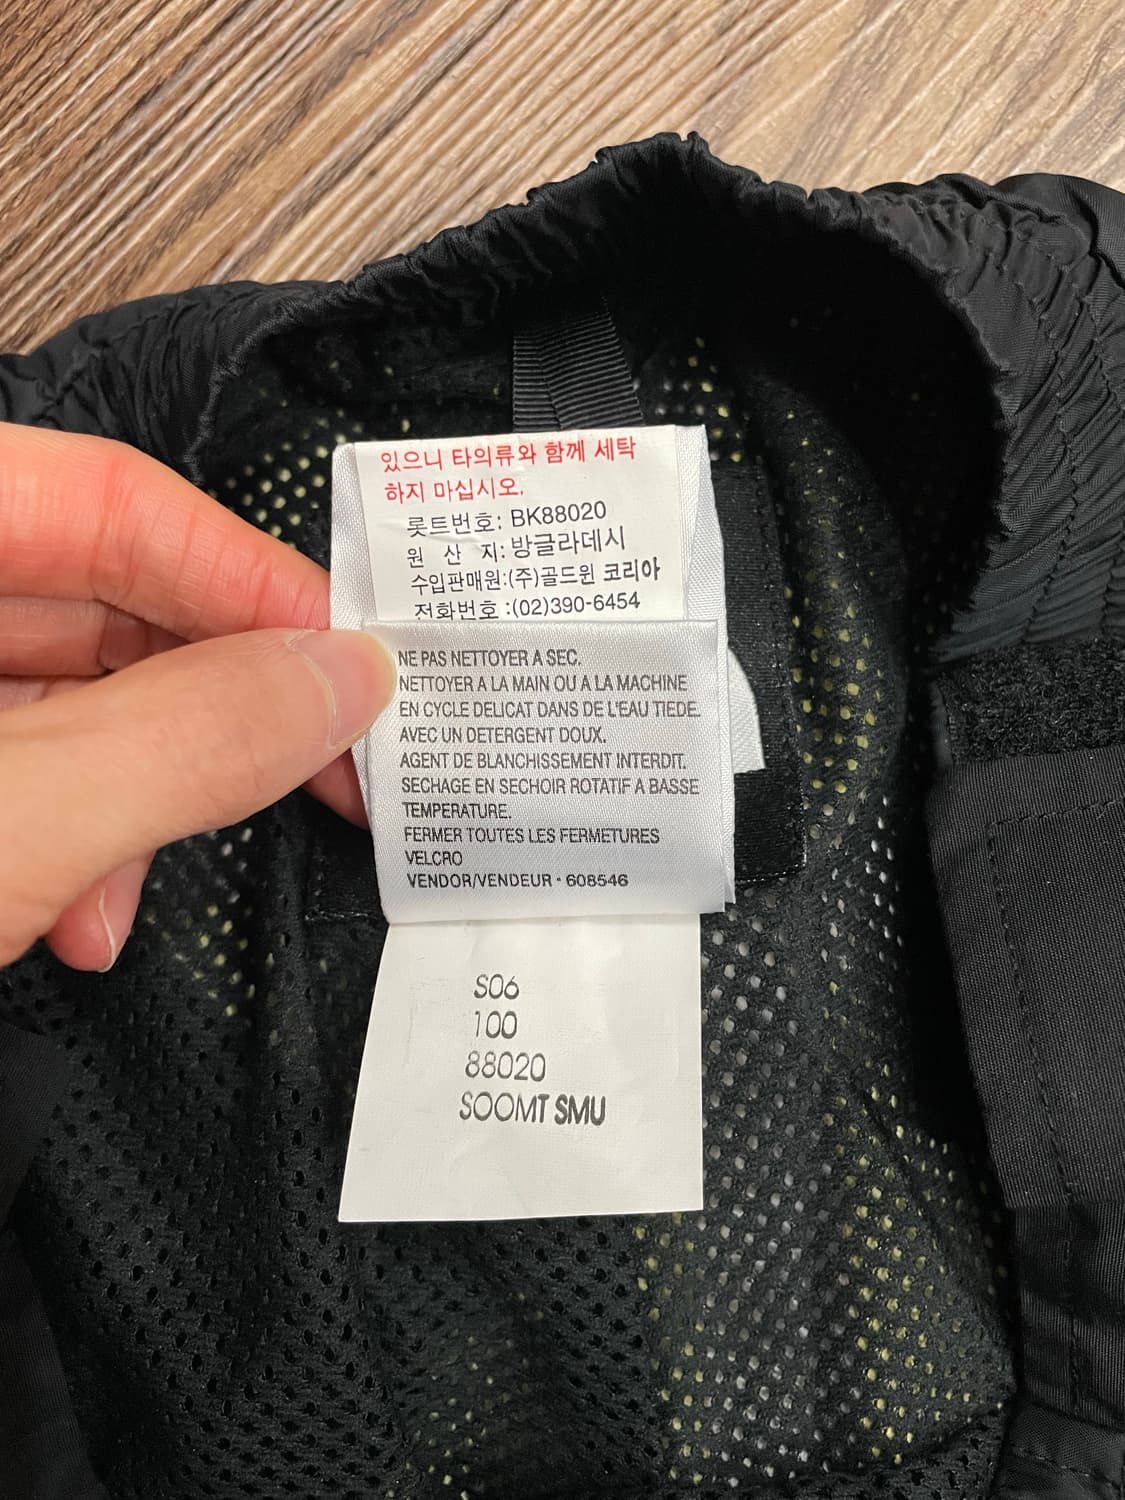 있으니 타의류와 함께 세탁
하지 마십시오.
롯트번호: BK88020
원 산 지: 방글라데시
수입판매원:(주)골드윈 코리아
전화번호:(02)390-6454
NE PAS NETTOYER A SEC.
NETTOYER A LA MAIN OU A LA MACHINE
EN CYCLE DELICAT DANS DE L'EAU TIEDE.
AVEC UN DETERGENT DOUX.
AGENT DE BLANCHISSEMENT INTERDIT.
SECHAGE EN SECHOIR ROTATIF A BASSE
TEMPERATURE.
FERMER TOUTES LES FERMETURES
VELCRO
VENDOR/VENDEUR • 608546
S06
100
88020
SOOMT SMU